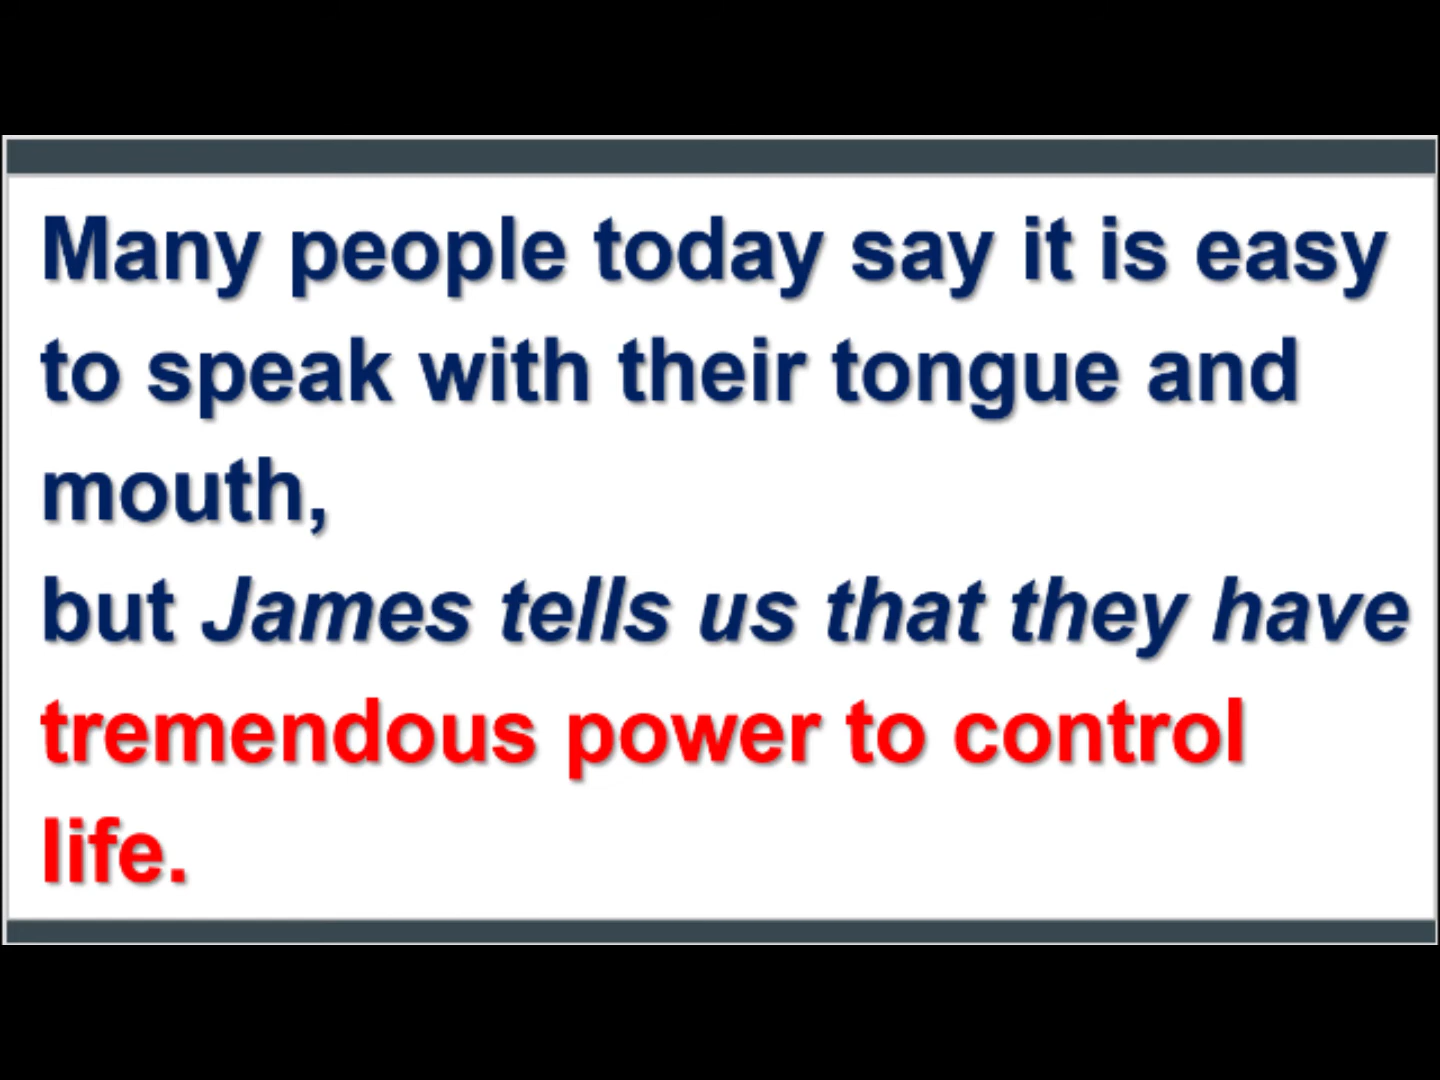 Many people today say it is easy
to speak with their tongue and
mouth,
but James tells us that they have
tremendous power to control
life.